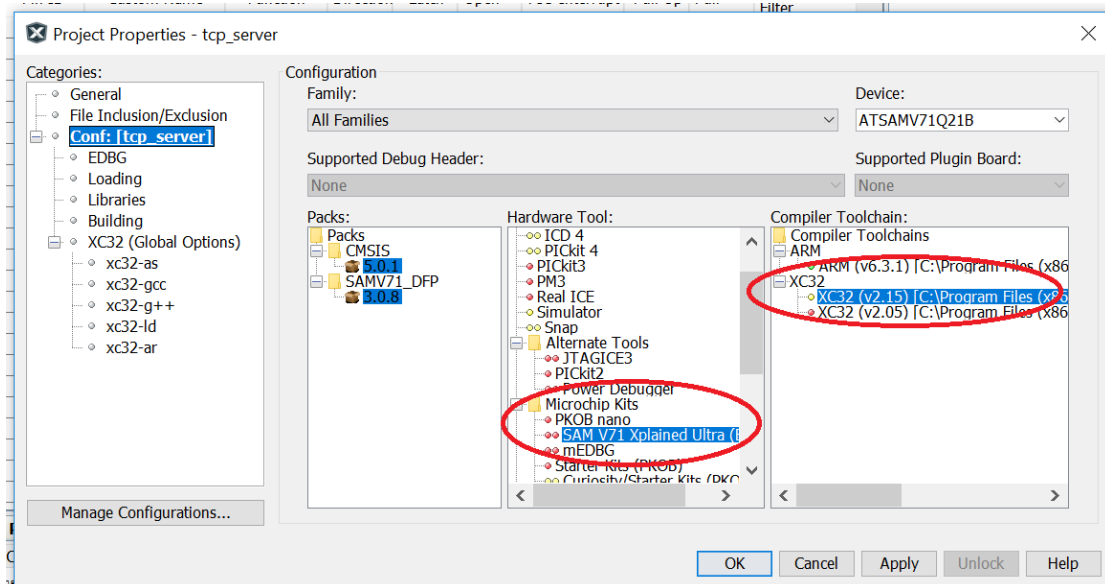 Filter
Project Properties - tcp_server
Categories:
General
File Inclusion/Exclusion
Conf: [tcp_server]
EDBG
Loading
Libraries
Building
XC32 (Global Options)
xc32-as
xc32-gcc
xc32-g++
xc32-ld
xc32-ar
Manage Configurations...
Configuration
Family:
Device:
All Families
ATSAMV71Q21B
Supported Debug Header:
Supported Plugin Board:
None
None
Packs:
Packs
CMSIS
5.0.1
SAMV71_DFP
3.0.8
Hardware Tool:
ICD 4
PICkit 4
PICkit3
PM3
Real ICE
Simulator
Snap
Alternate Tools
JTAGICE3
PICkit2
Power Debugger
Microchip Kits
PKOB nano
SAM V71 Xplained Ultra (E
mEDBG
Starter Kits (PKOB)
Curiosity/Starter Kits (PKO
Compiler Toolchain:
Compiler Toolchains
ARM
ARM (v6.3.1) [C:\Program Files (x86
XC32
XC32 (v2.15) [C:\Program Files (x86
XC32 (v2.05) [C:\Program Files (x86
OK
Cancel
Apply
Unlock
Help